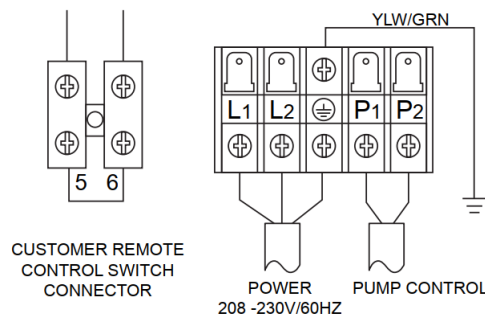 YLW/GRN
L1 L2 P1 P2
5 6
CUSTOMER REMOTE
CONTROL SWITCH
CONNECTOR
POWER
208 -230V/60HZ
PUMP CONTROL